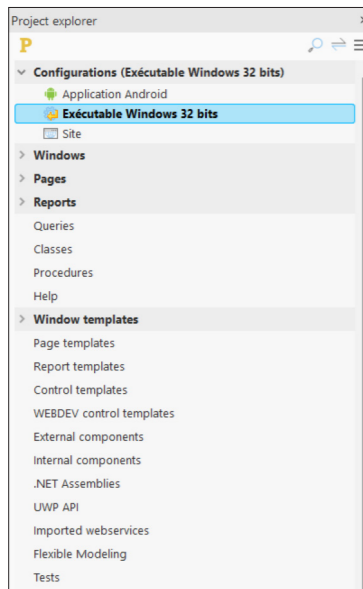 Project explorer
P
Configurations (Exécutable Windows 32 bits)
Application Android
Exécutable Windows 32 bits
Site
Windows
Pages
Reports
Queries
Classes
Procedures
Help
Window templates
Page templates
Report templates
Control templates
WEBDEV control templates
External components
Internal components
.NET Assemblies
UWP API
Imported webservices
Flexible Modeling
Tests